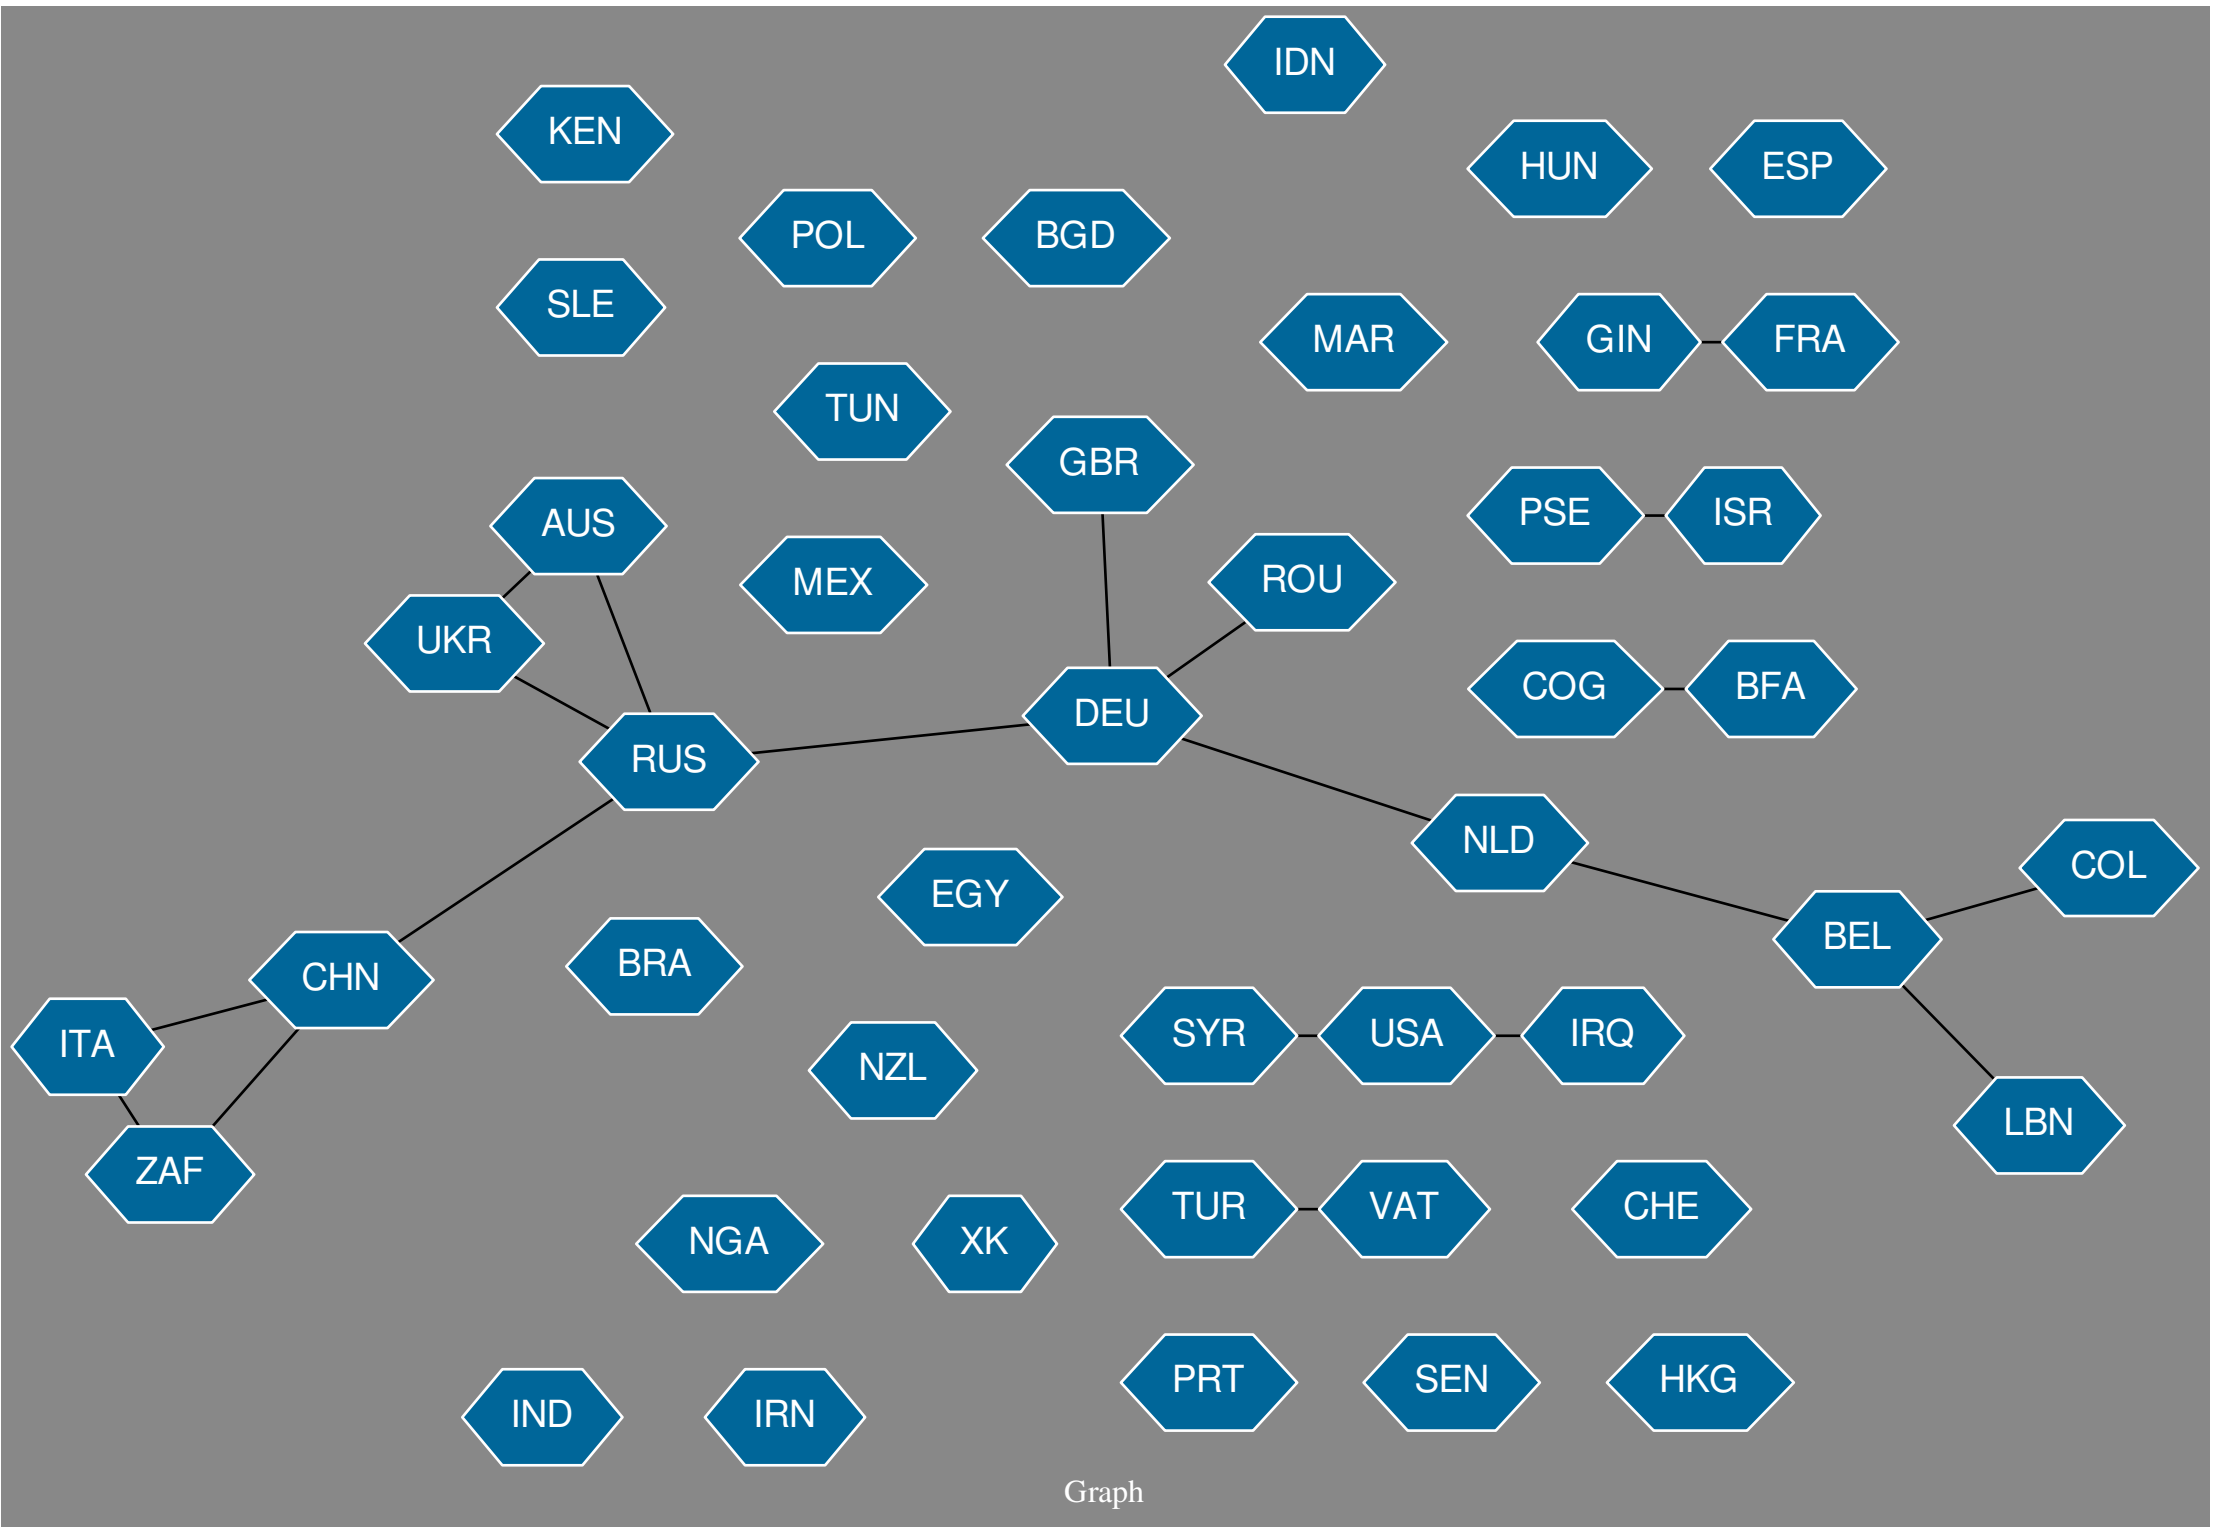 IDN
KEN
HUN
ESP
POL
BGD
SLE
MAR
GIN
FRA
TUN
GBR
AUS
PSE
ISR
MEX
ROU
UKR
COG
BFA
DEU
RUS
NLD
COL
EGY
BEL
BRA
CHN
SYR
USA
IRQ
ITA
NZL
LBN
ZAF
TUR
VAT
CHE
NGA
XK
PRT
SEN
HKG
IND
IRN
Graph